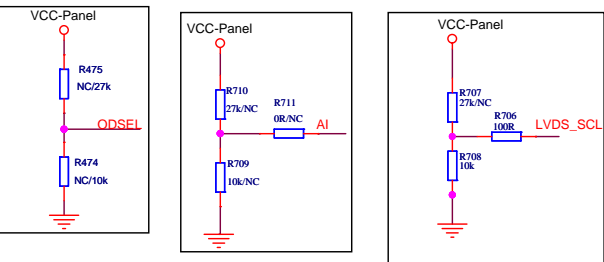 VCC-Panel
R475
NC/27k
ODSEL
R474
NC/10k
VCC-Panel
R710
27k/NC
R711
0R/NC
AI
R709
10k/NC
VCC-Panel
R707
27k/NC
R706
100R
LVDS_SCL
R708
10k